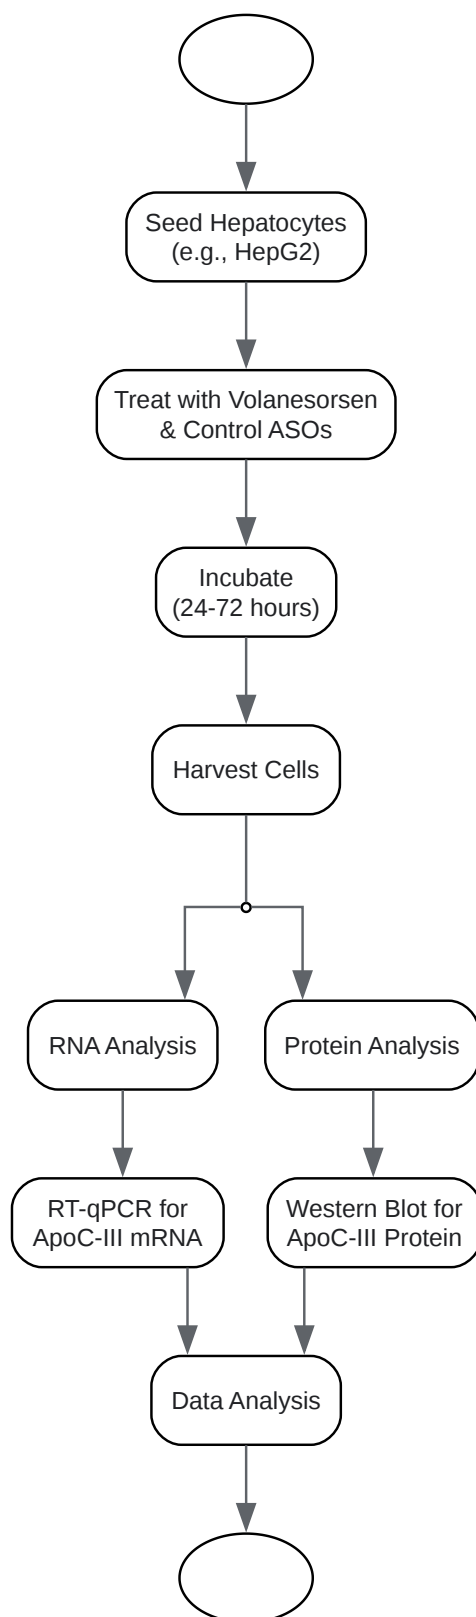 Seed Hepatocytes
(e.g., HepG2)
Treat with Volanesorsen
& Control ASOs
Incubate
(24-72 hours)
Harvest Cells
RNA Analysis
Protein Analysis
RT-qPCR for
ApoC-III mRNA
Western Blot for
ApoC-III Protein
Data Analysis